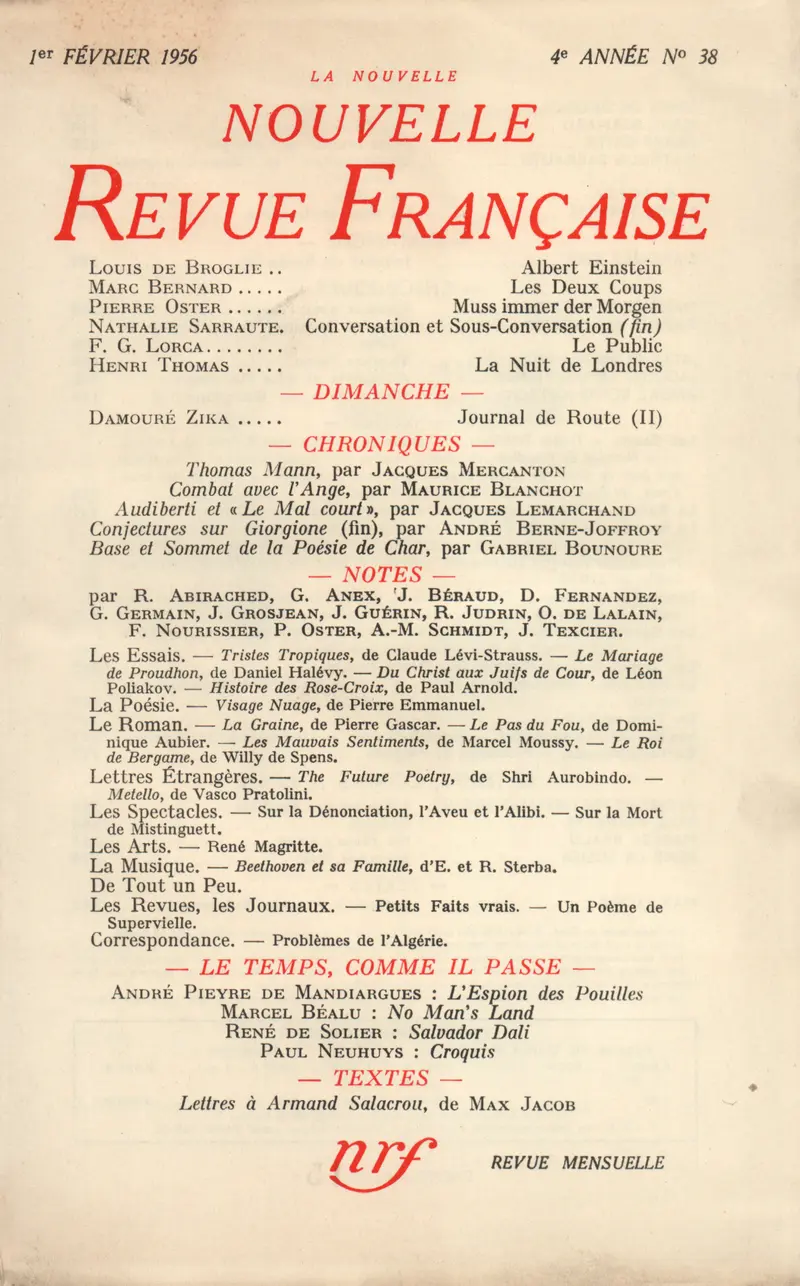 1er FÉVRIER 1956 4e ANNÉE No 38
LA NOUVELLE
NOUVELLE
REVUE FRANÇAISE
LOUIS DE BROGLIE .. Albert Einstein
MARC BERNARD ..... Les Deux Coups
PIERRE OSTER ...... Muss immer der Morgen
NATHALIE SARRAUTE. Conversation et Sous-Conversation (fin)
F. G. LORCA........ Le Public
HENRI THOMAS ..... La Nuit de Londres
— DIMANCHE —
DAMOURÉ ZIKA ..... Journal de Route (II)
— CHRONIQUES —
Thomas Mann, par JACQUES MERCANTON
Combat avec l'Ange, par MAURICE BLANCHOT
Audiberti et « Le Mal court », par JACQUES LEMARCHAND
Conjectures sur Giorgione (fin), par ANDRÉ BERNE-JOFFROY
Base et Sommet de la Poésie de Char, par GABRIEL BOUNOURE
— NOTES —
par R. ABIRACHED, G. ANEX, J. BÉRAUD, D. FERNANDEZ,
G. GERMAIN, J. GROSJEAN, J. GUÉRIN, R. JUDRIN, O. DE LALAIN,
F. NOURISSIER, P. OSTER, A.-M. SCHMIDT, J. TEXCIER.
Les Essais. — Tristes Tropiques, de Claude Lévi-Strauss. — Le Mariage
de Proudhon, de Daniel Halévy. — Du Christ aux Juifs de Cour, de Léon
Poliakov. — Histoire des Rose-Croix, de Paul Arnold.
La Poésie. — Visage Nuage, de Pierre Emmanuel.
Le Roman. — La Graine, de Pierre Gascar. — Le Pas du Fou, de Domi-
nique Aubier. — Les Mauvais Sentiments, de Marcel Moussy. — Le Roi
de Bergame, de Willy de Spens.
Lettres Étrangères. — The Future Poetry, de Shri Aurobindo. —
Metello, de Vasco Pratolini.
Les Spectacles. — Sur la Dénonciation, l'Aveu et l'Alibi. — Sur la Mort
de Mistinguett.
Les Arts. — René Magritte.
La Musique. — Beethoven et sa Famille, d'E. et R. Sterba.
De Tout un Peu.
Les Revues, les Journaux. — Petits Faits vrais. — Un Poème de
Supervielle.
Correspondance. — Problèmes de l'Algérie.
— LE TEMPS, COMME IL PASSE —
ANDRÉ PIEYRE DE MANDIARGUES : L'Espion des Pouilles
MARCEL BÉALU : No Man's Land
RENÉ DE SOLIER : Salvador Dali
PAUL NEUHUYS : Croquis
— TEXTES —
Lettres à Armand Salacrou, de MAX JACOB
nrf REVUE MENSUELLE